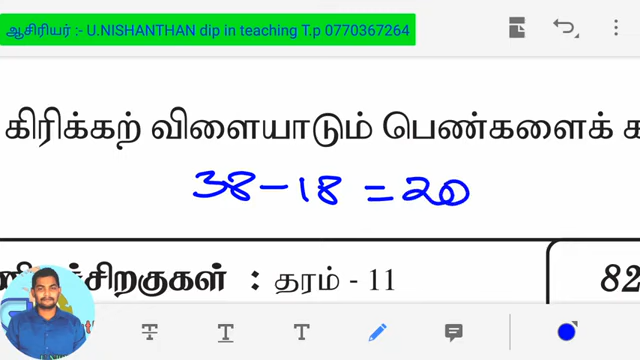 ஆசிரியர் :- U.NISHANTHAN dip in teaching T.p 0770367264
கிரிக்கற் விளையாடும் பெண்களைக்
38 - 18 = 20
சிறகுகள் : தரம் - 11
82